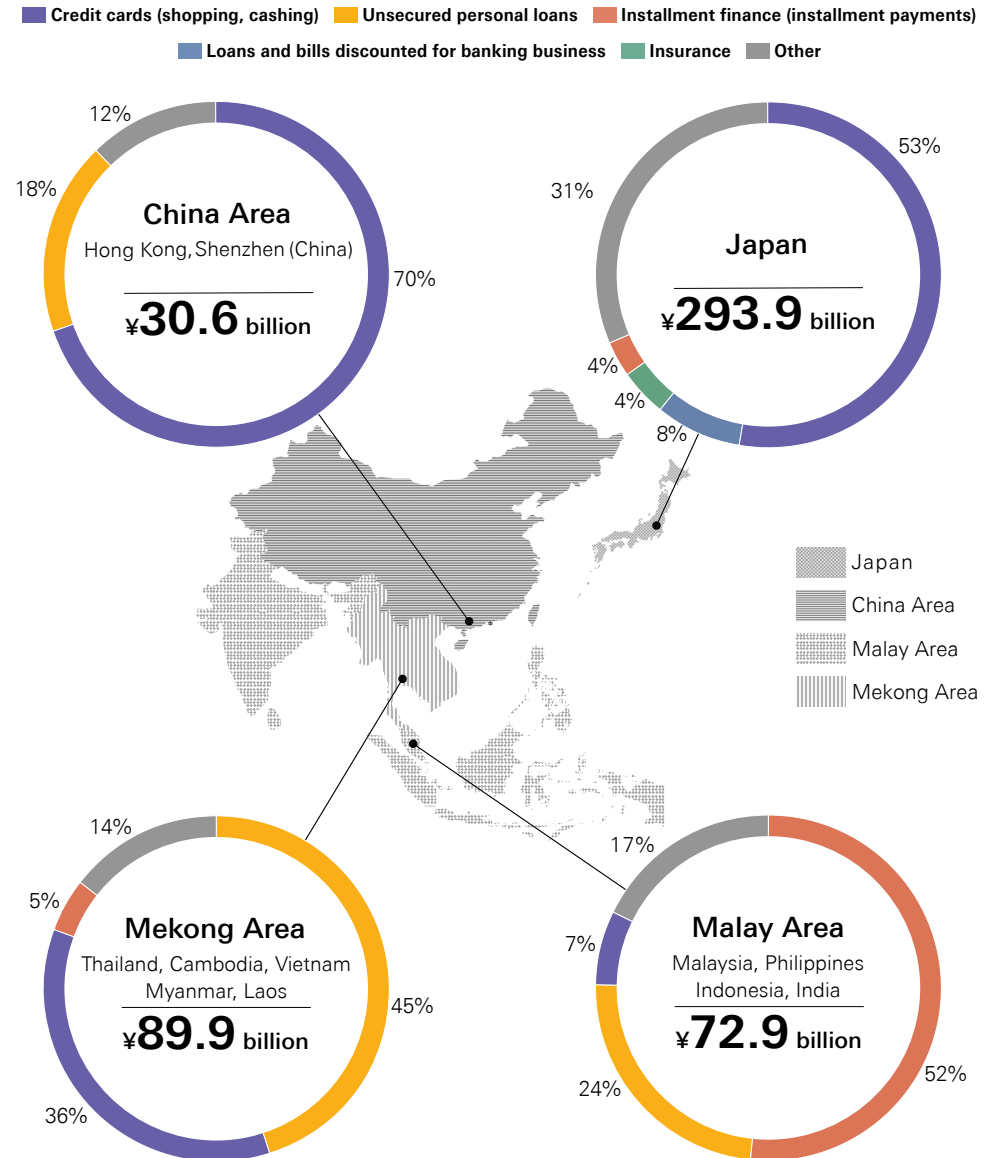 Credit cards (shopping, cashing) Unsecured personal loans Installment finance (installment payments)
Loans and bills discounted for banking business Insurance Other
12%
18%
70%
China Area
Hong Kong, Shenzhen (China)
¥30.6 billion
53%
31%
4%
4%
8%
Japan
¥293.9 billion
Japan
China Area
Malay Area
Mekong Area
14%
5%
45%
36%
Mekong Area
Thailand, Cambodia, Vietnam
Myanmar, Laos
¥89.9 billion
17%
7%
24%
52%
Malay Area
Malaysia, Philippines
Indonesia, India
¥72.9 billion